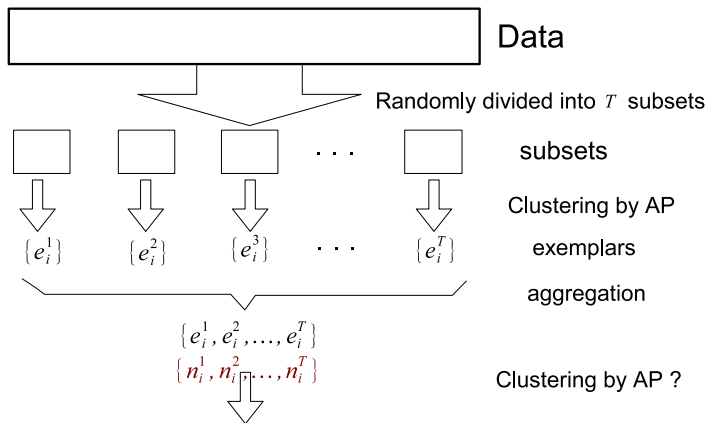 Data
Randomly divided into T subsets
. . . subsets
Clustering by AP
{e_i^1} {e_i^2} {e_i^3} . . . {e_i^T} exemplars
aggregation
{e_i^1, e_i^2, ..., e_i^T}
{n_i^1, n_i^2, ..., n_i^T}
Clustering by AP ?